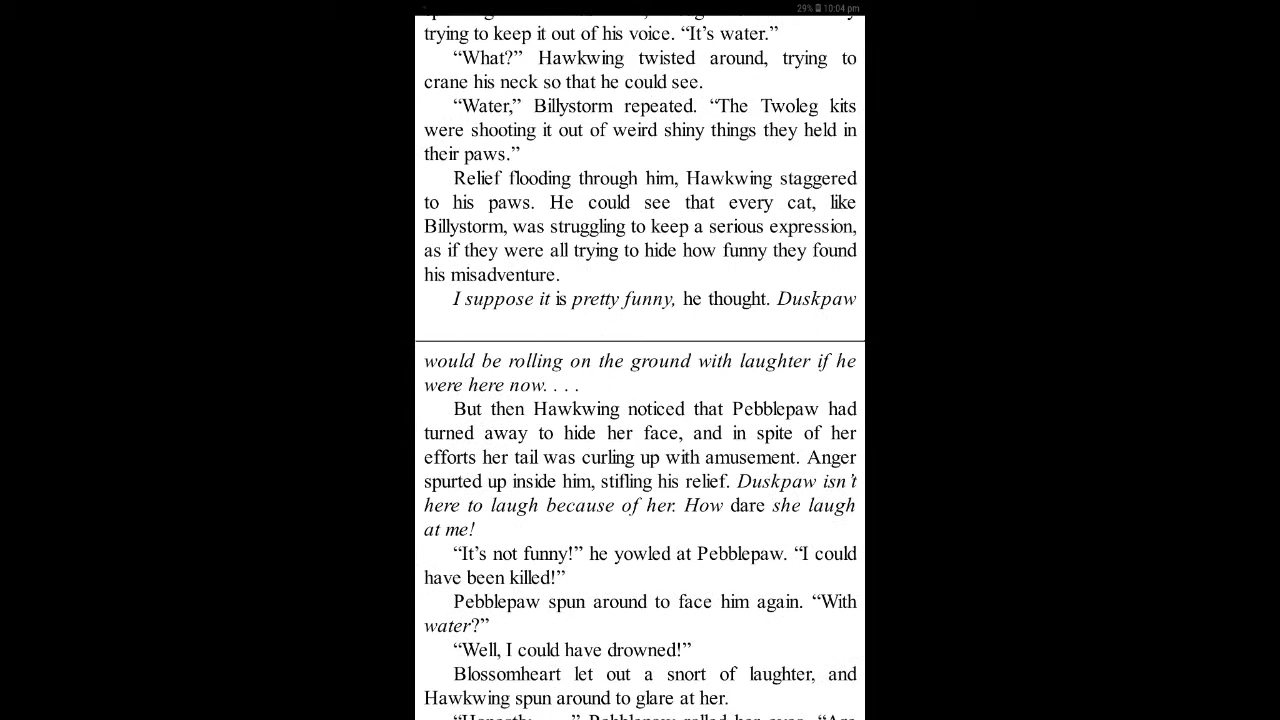 29% 10:04 pm
trying to keep it out of his voice. “It’s water.”
“What?” Hawkwing twisted around, trying to
crane his neck so that he could see.
“Water,” Billystorm repeated. “The Twoleg kits
were shooting it out of weird shiny things they held in
their paws.”
Relief flooding through him, Hawkwing staggered
to his paws. He could see that every cat, like
Billystorm, was struggling to keep a serious expression,
as if they were all trying to hide how funny they found
his misadventure.
I suppose it is pretty funny, he thought. Duskpaw
would be rolling on the ground with laughter if he
were here now. . . .
But then Hawkwing noticed that Pebblepaw had
turned away to hide her face, and in spite of her
efforts her tail was curling up with amusement. Anger
spurted up inside him, stifling his relief. Duskpaw isn’t
here to laugh because of her. How dare she laugh
at me!
“It’s not funny!” he yowled at Pebblepaw. “I could
have been killed!”
Pebblepaw spun around to face him again. “With
water?”
“Well, I could have drowned!”
Blossomheart let out a snort of laughter, and
Hawkwing spun around to glare at her.
Pebblepaw rolled her eyes. “Are